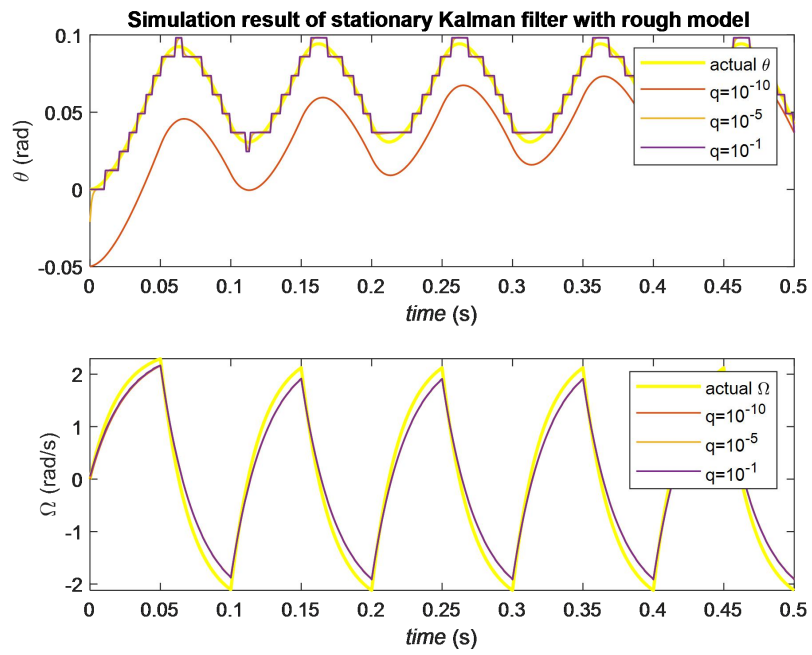 Simulation result of stationary Kalman filter with rough model
θ (rad)
0.1
0.05
0
-0.05
actual θ
q=10⁻¹⁰
q=10⁻⁵
q=10⁻¹
0 0.05 0.1 0.15 0.2 0.25 0.3 0.35 0.4 0.45 0.5
time (s)
Ω (rad/s)
2
1
0
-1
-2
actual Ω
q=10⁻¹⁰
q=10⁻⁵
q=10⁻¹
0 0.05 0.1 0.15 0.2 0.25 0.3 0.35 0.4 0.45 0.5
time (s)